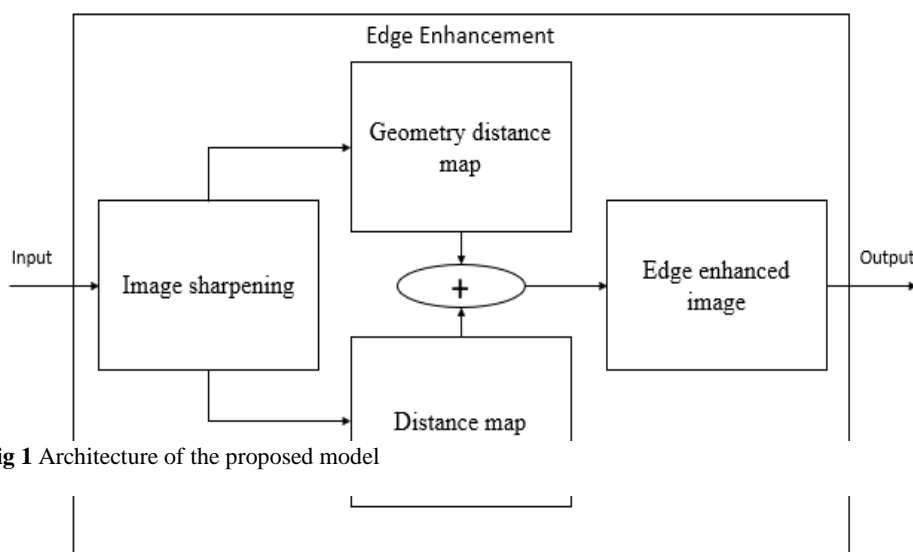 Edge Enhancement
Geometry distance
map
Input
Image sharpening
+
Edge enhanced
image
Output
Distance map
ig 1 Architecture of the proposed model